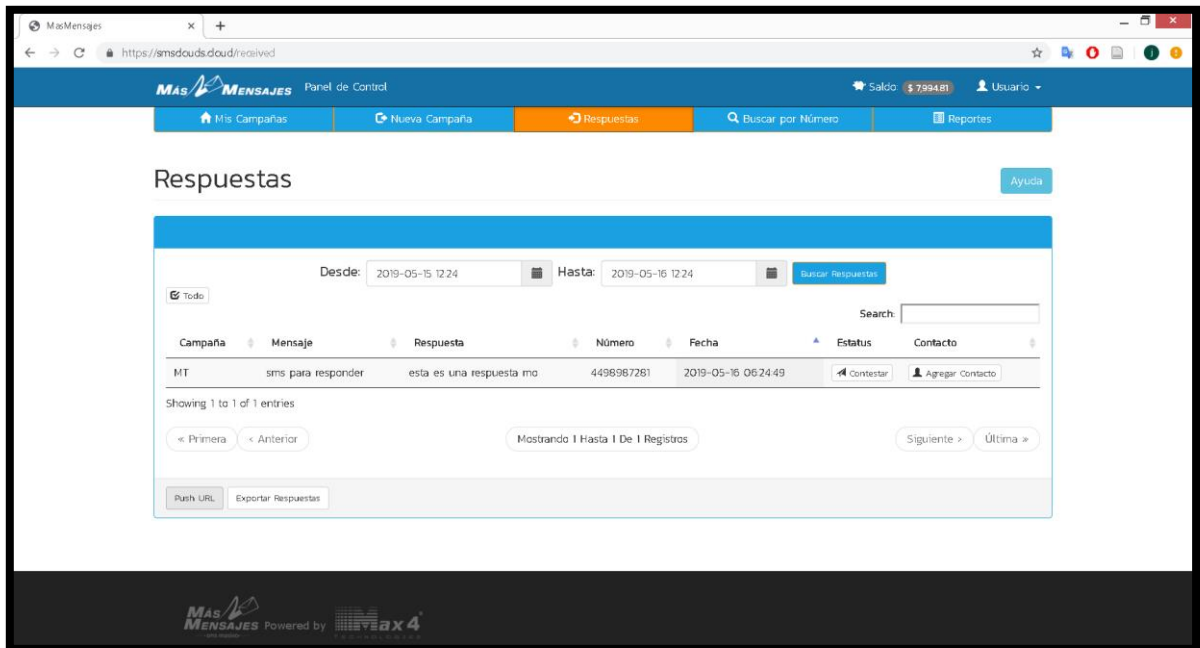 MasMensajes
https://smsclouds.cloud/received
MÁS MENSAJES Panel de Control Saldo: $ 7,994.81 Usuario
Mis Campañas Nueva Campaña Respuestas Buscar por Número Reportes
Respuestas Ayuda
Desde: 2019-05-15 12:24 Hasta: 2019-05-16 12:24 Buscar Respuestas
Todo
Search:
Campaña Mensaje Respuesta Número Fecha Estatus Contacto
MT sms para responder esta es una respuesta mo 4498987281 2019-05-16 06:24:49 Contestar Agregar Contacto
Showing 1 to 1 of 1 entries
« Primera ‹ Anterior Mostrando 1 Hasta 1 De 1 Registros Siguiente › Última »
Push URL Exportar Respuestas
MÁS MENSAJES Powered by Max4
TECHNOLOGIES